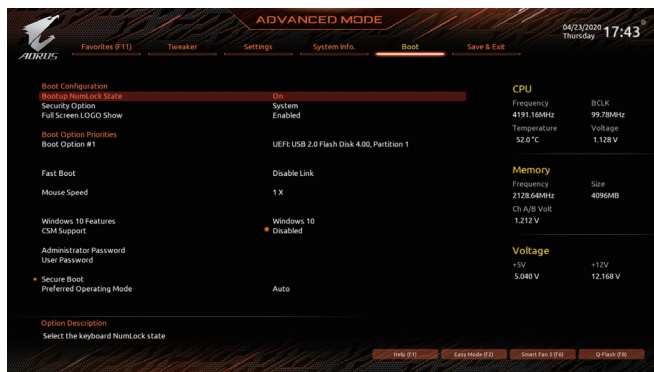 ADVANCED MODE
04/23/2020
Thursday
17:43
AORUS
Favorites (F11) Tweaker Settings System Info. Boot Save & Exit
Boot Configuration
Bootup NumLock State On
Security Option System
Full Screen LOGO Show Enabled
Boot Option Priorities
Boot Option #1 UEFI: USB 2.0 Flash Disk 4.00, Partition 1
Fast Boot Disable Link
Mouse Speed 1 X
Windows 10 Features Windows 10
CSM Support Disabled
Administrator Password
User Password
Secure Boot
Preferred Operating Mode Auto
Option Description
Select the keyboard NumLock state
CPU
Frequency BCLK
4191.16MHz 99.78MHz
Temperature Voltage
52.0 °C 1.128 V
Memory
Frequency Size
2128.64MHz 4096MB
Ch A/B Volt
1.212 V
Voltage
+5V +12V
5.040 V 12.168 V
Help (F1) Easy Mode (F2) Smart Fan 5 (F6) Q-Flash (F8)